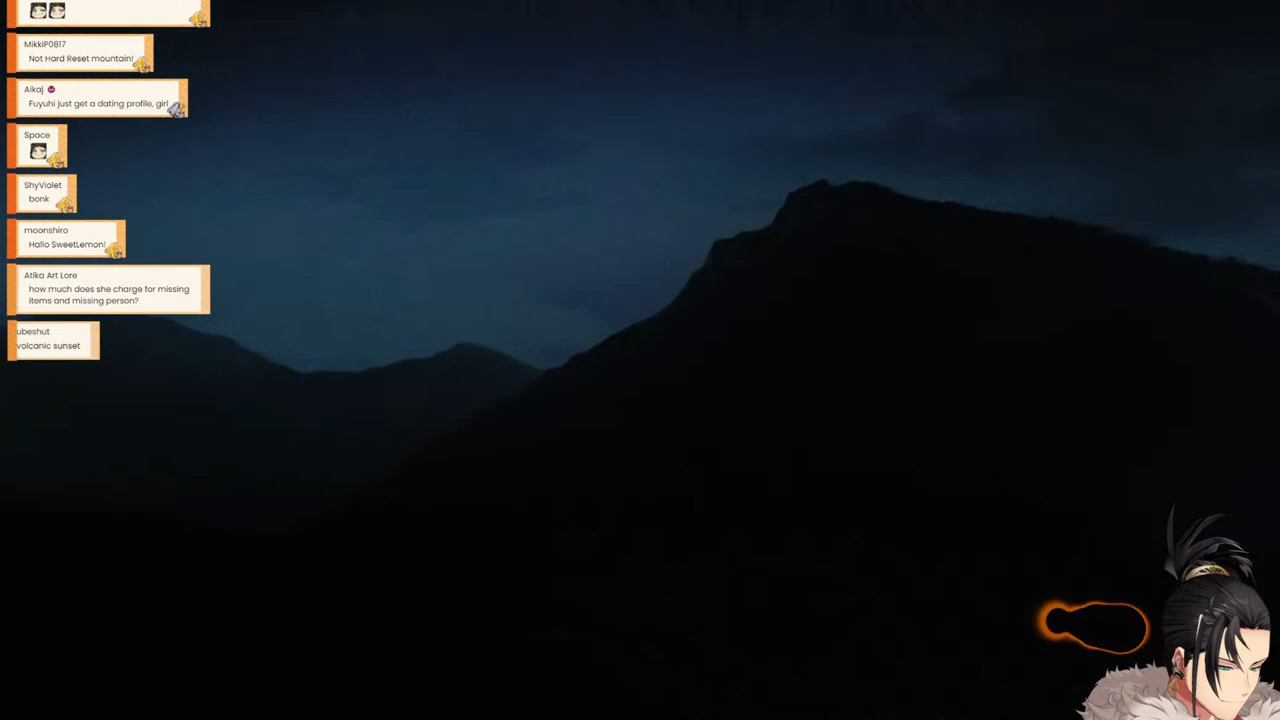 MikkiP0817
Not Hard Reset mountain!
Aikaj
Fuyuhi just get a dating profile, girl
Space
ShyViolet
bonk
moonshiro
Hallo SweetLemon!
Atika Art Lore
how much does she charge for missing
items and missing person?
ubeshut
volcanic sunset